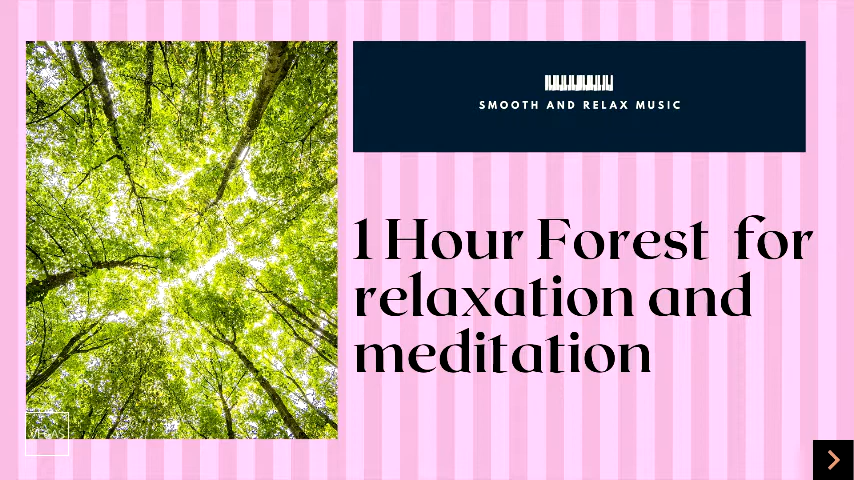 SMOOTH AND RELAX MUSIC
1 Hour Forest for
relaxation and
meditation